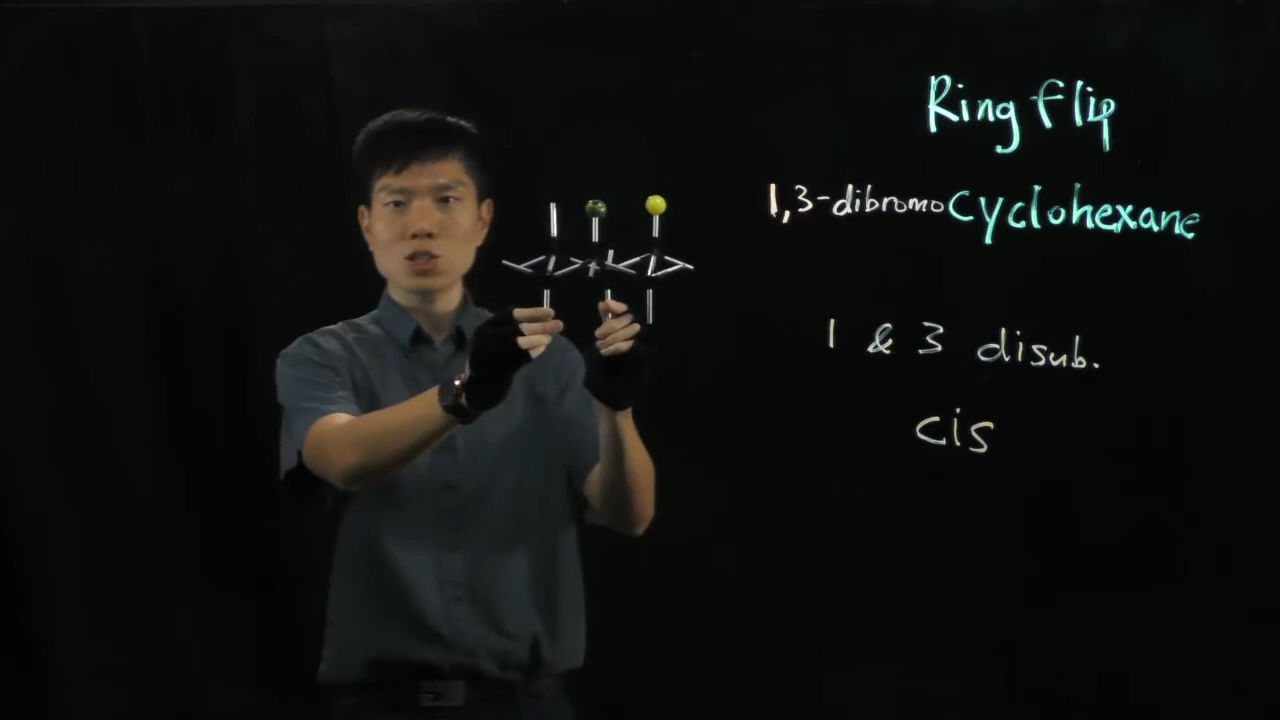 Ring flip
1,3-dibromocyclohexane
1 & 3 disub.
cis